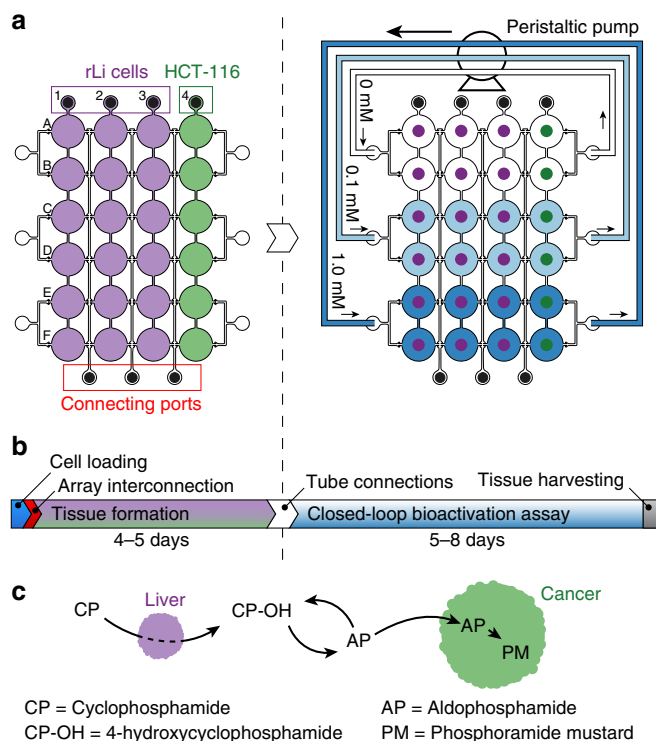 a
Peristaltic pump
rLi cells
HCT-116
1 2 3 4
A
B
C
D
E
F
0 mM
0.1 mM
1.0 mM
Connecting ports
b
Cell loading
Array interconnection
Tube connections
Tissue harvesting
Tissue formation
Closed-loop bioactivation assay
4–5 days
5–8 days
c
Liver
Cancer
CP
CP-OH
AP
AP
PM
CP = Cyclophosphamide
AP = Aldophosphamide
CP-OH = 4-hydroxycyclophosphamide
PM = Phosphoramide mustard